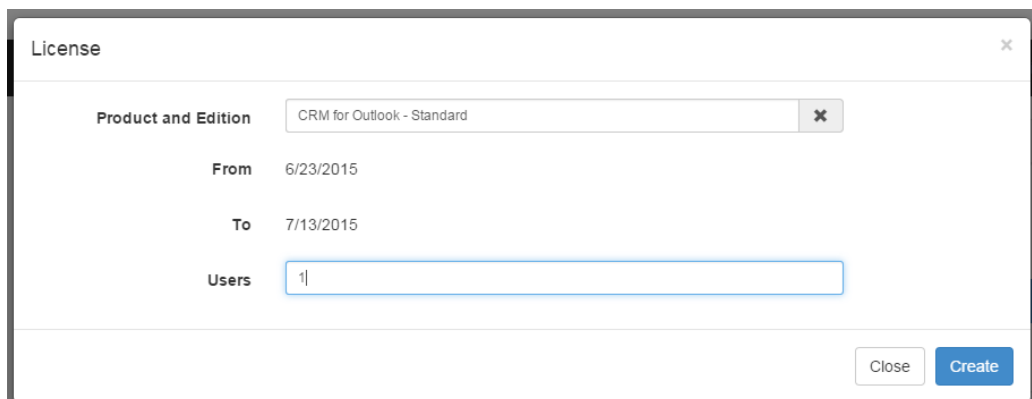 License
×
Product and Edition CRM for Outlook - Standard ✖
From 6/23/2015
To 7/13/2015
Users 1
Close Create